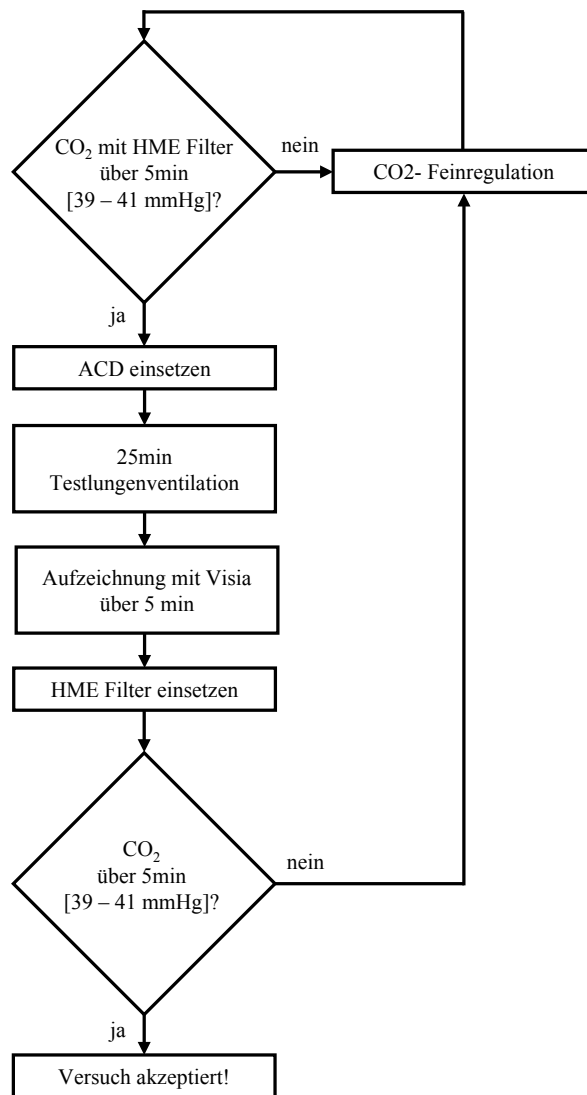 CO₂ mit HME Filter
über 5min
[39 – 41 mmHg]?
nein
CO2- Feinregulation
ja
ACD einsetzen
25min
Testlungenventilation
Aufzeichnung mit Visia
über 5 min
HME Filter einsetzen
CO₂
über 5min
[39 – 41 mmHg]?
nein
ja
Versuch akzeptiert!